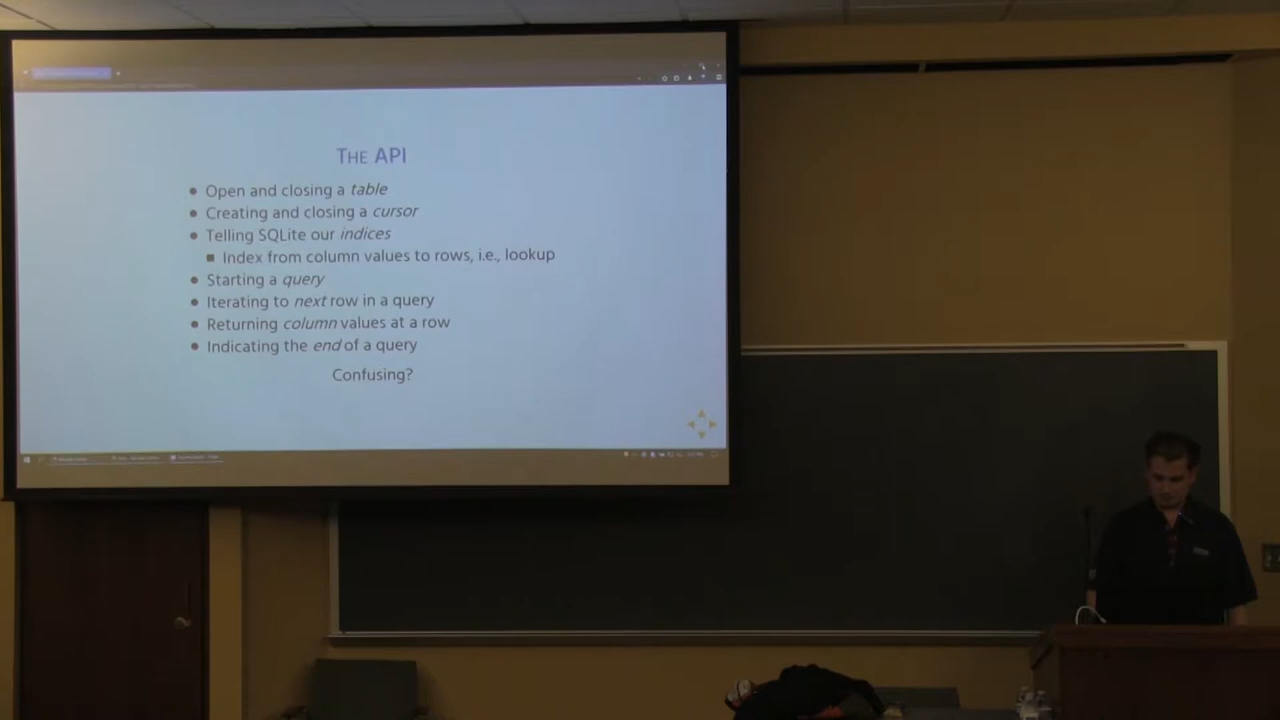 THE API
• Open and closing a table
• Creating and closing a cursor
• Telling SQLite our indices
▪ Index from column values to rows, i.e., lookup
• Starting a query
• Iterating to next row in a query
• Returning column values at a row
• Indicating the end of a query
Confusing?